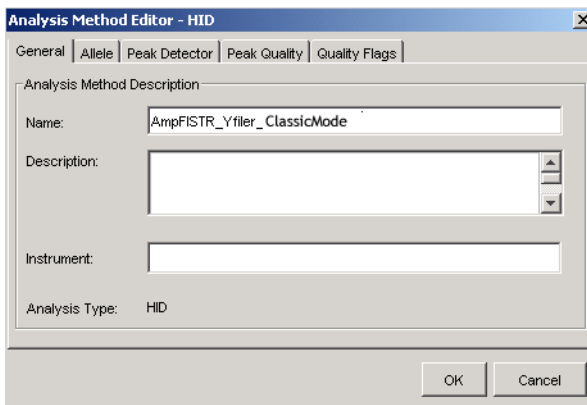 Analysis Method Editor - HID
General Allele Peak Detector Peak Quality Quality Flags
Analysis Method Description
Name: AmpFISTR_Yfiler_ClassicMode
Description:
Instrument:
Analysis Type: HID
OK Cancel